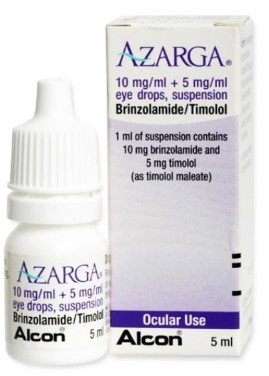 AZARGA®
10 mg/ml + 5 mg/ml
eye drops, suspension
Brinzolamide/Timolol
1 ml of suspension contains
10 mg brinzolamide and
5 mg timolol
(as timolol maleate)
Ocular Use
Alcon® 5 ml
AZARGA®
10 mg/ml + 5 mg/ml
eye drops, suspension
Brinzolamide/Timolol
Alcon® 5 ml